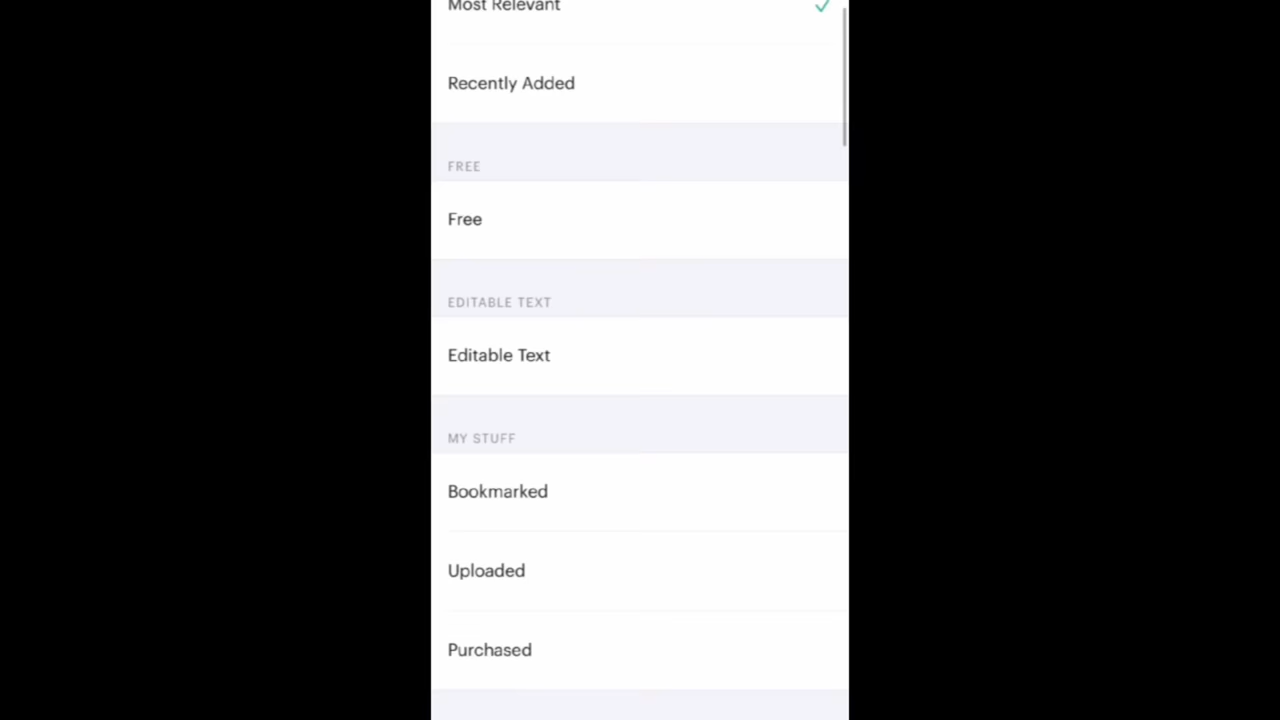 Most Relevant
Recently Added
FREE
Free
EDITABLE TEXT
Editable Text
MY STUFF
Bookmarked
Uploaded
Purchased